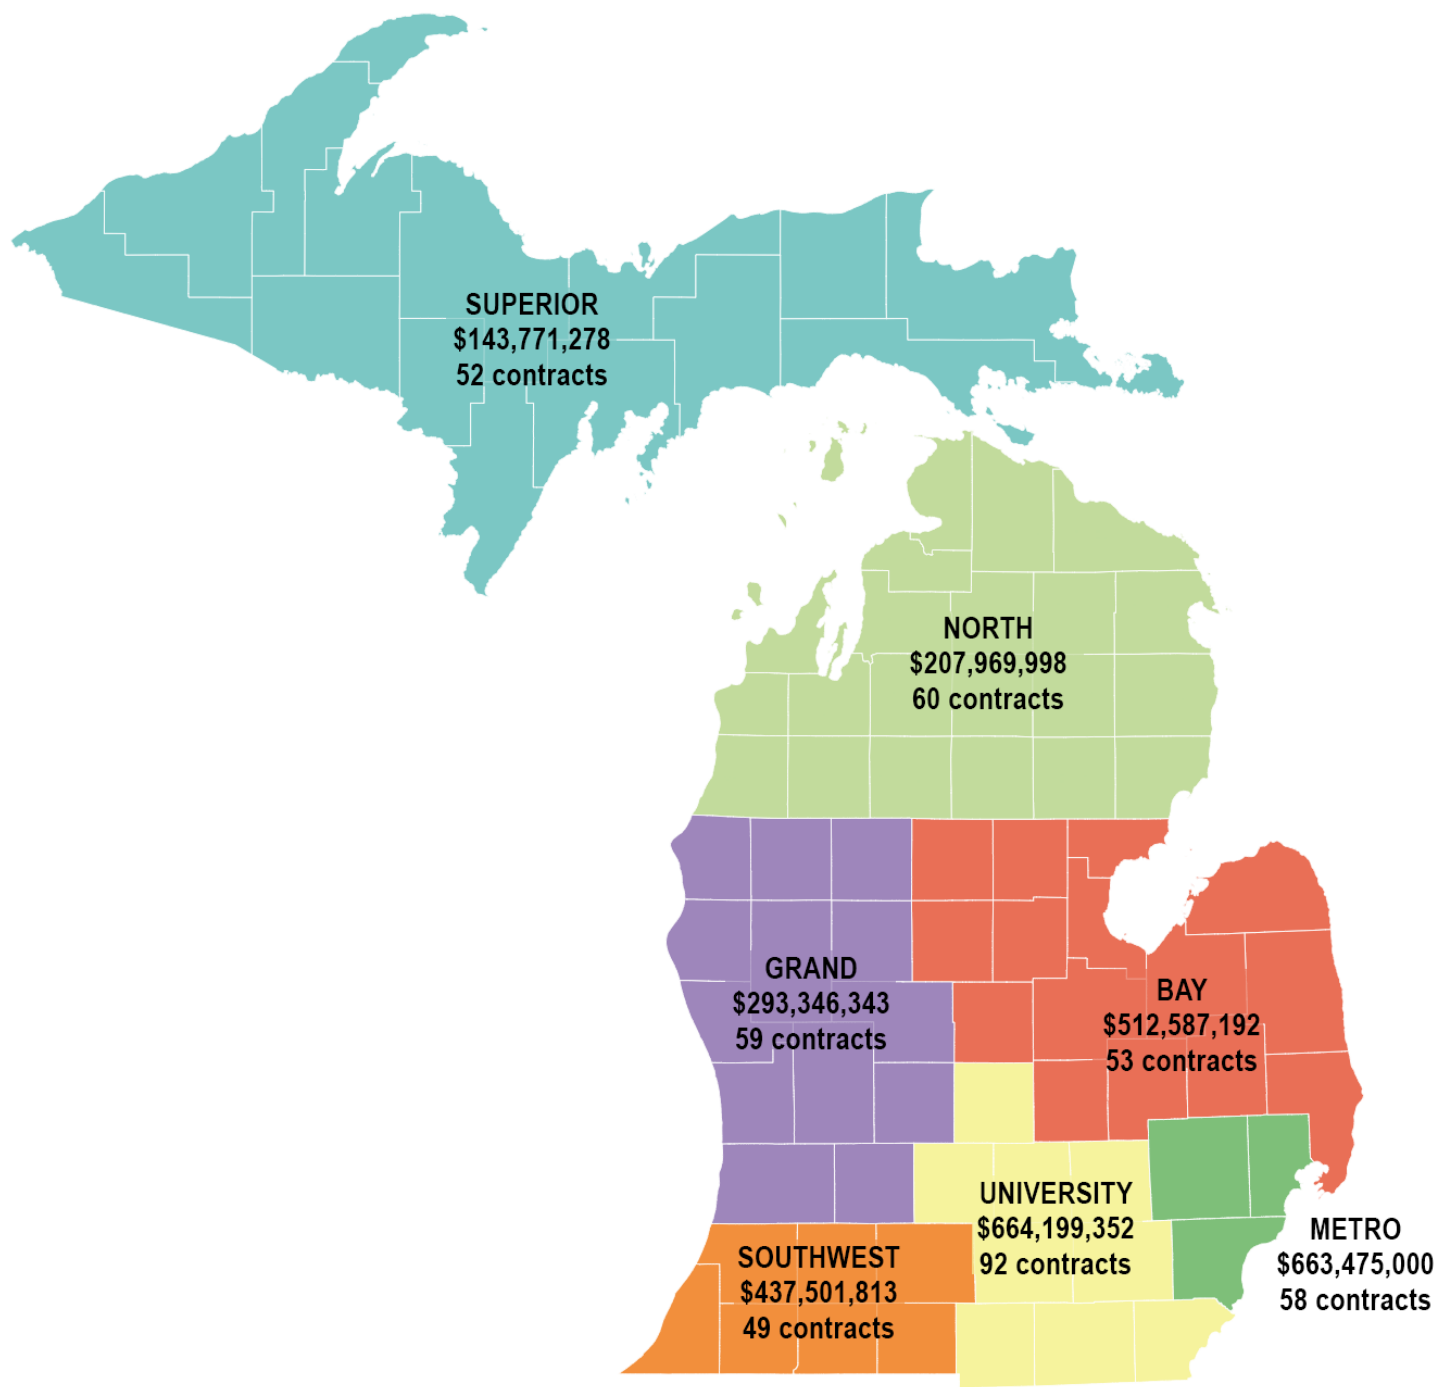 SUPERIOR
$143,771,278
52 contracts
NORTH
$207,969,998
60 contracts
GRAND
$293,346,343
59 contracts
BAY
$512,587,192
53 contracts
UNIVERSITY
$664,199,352
92 contracts
METRO
$663,475,000
58 contracts
SOUTHWEST
$437,501,813
49 contracts